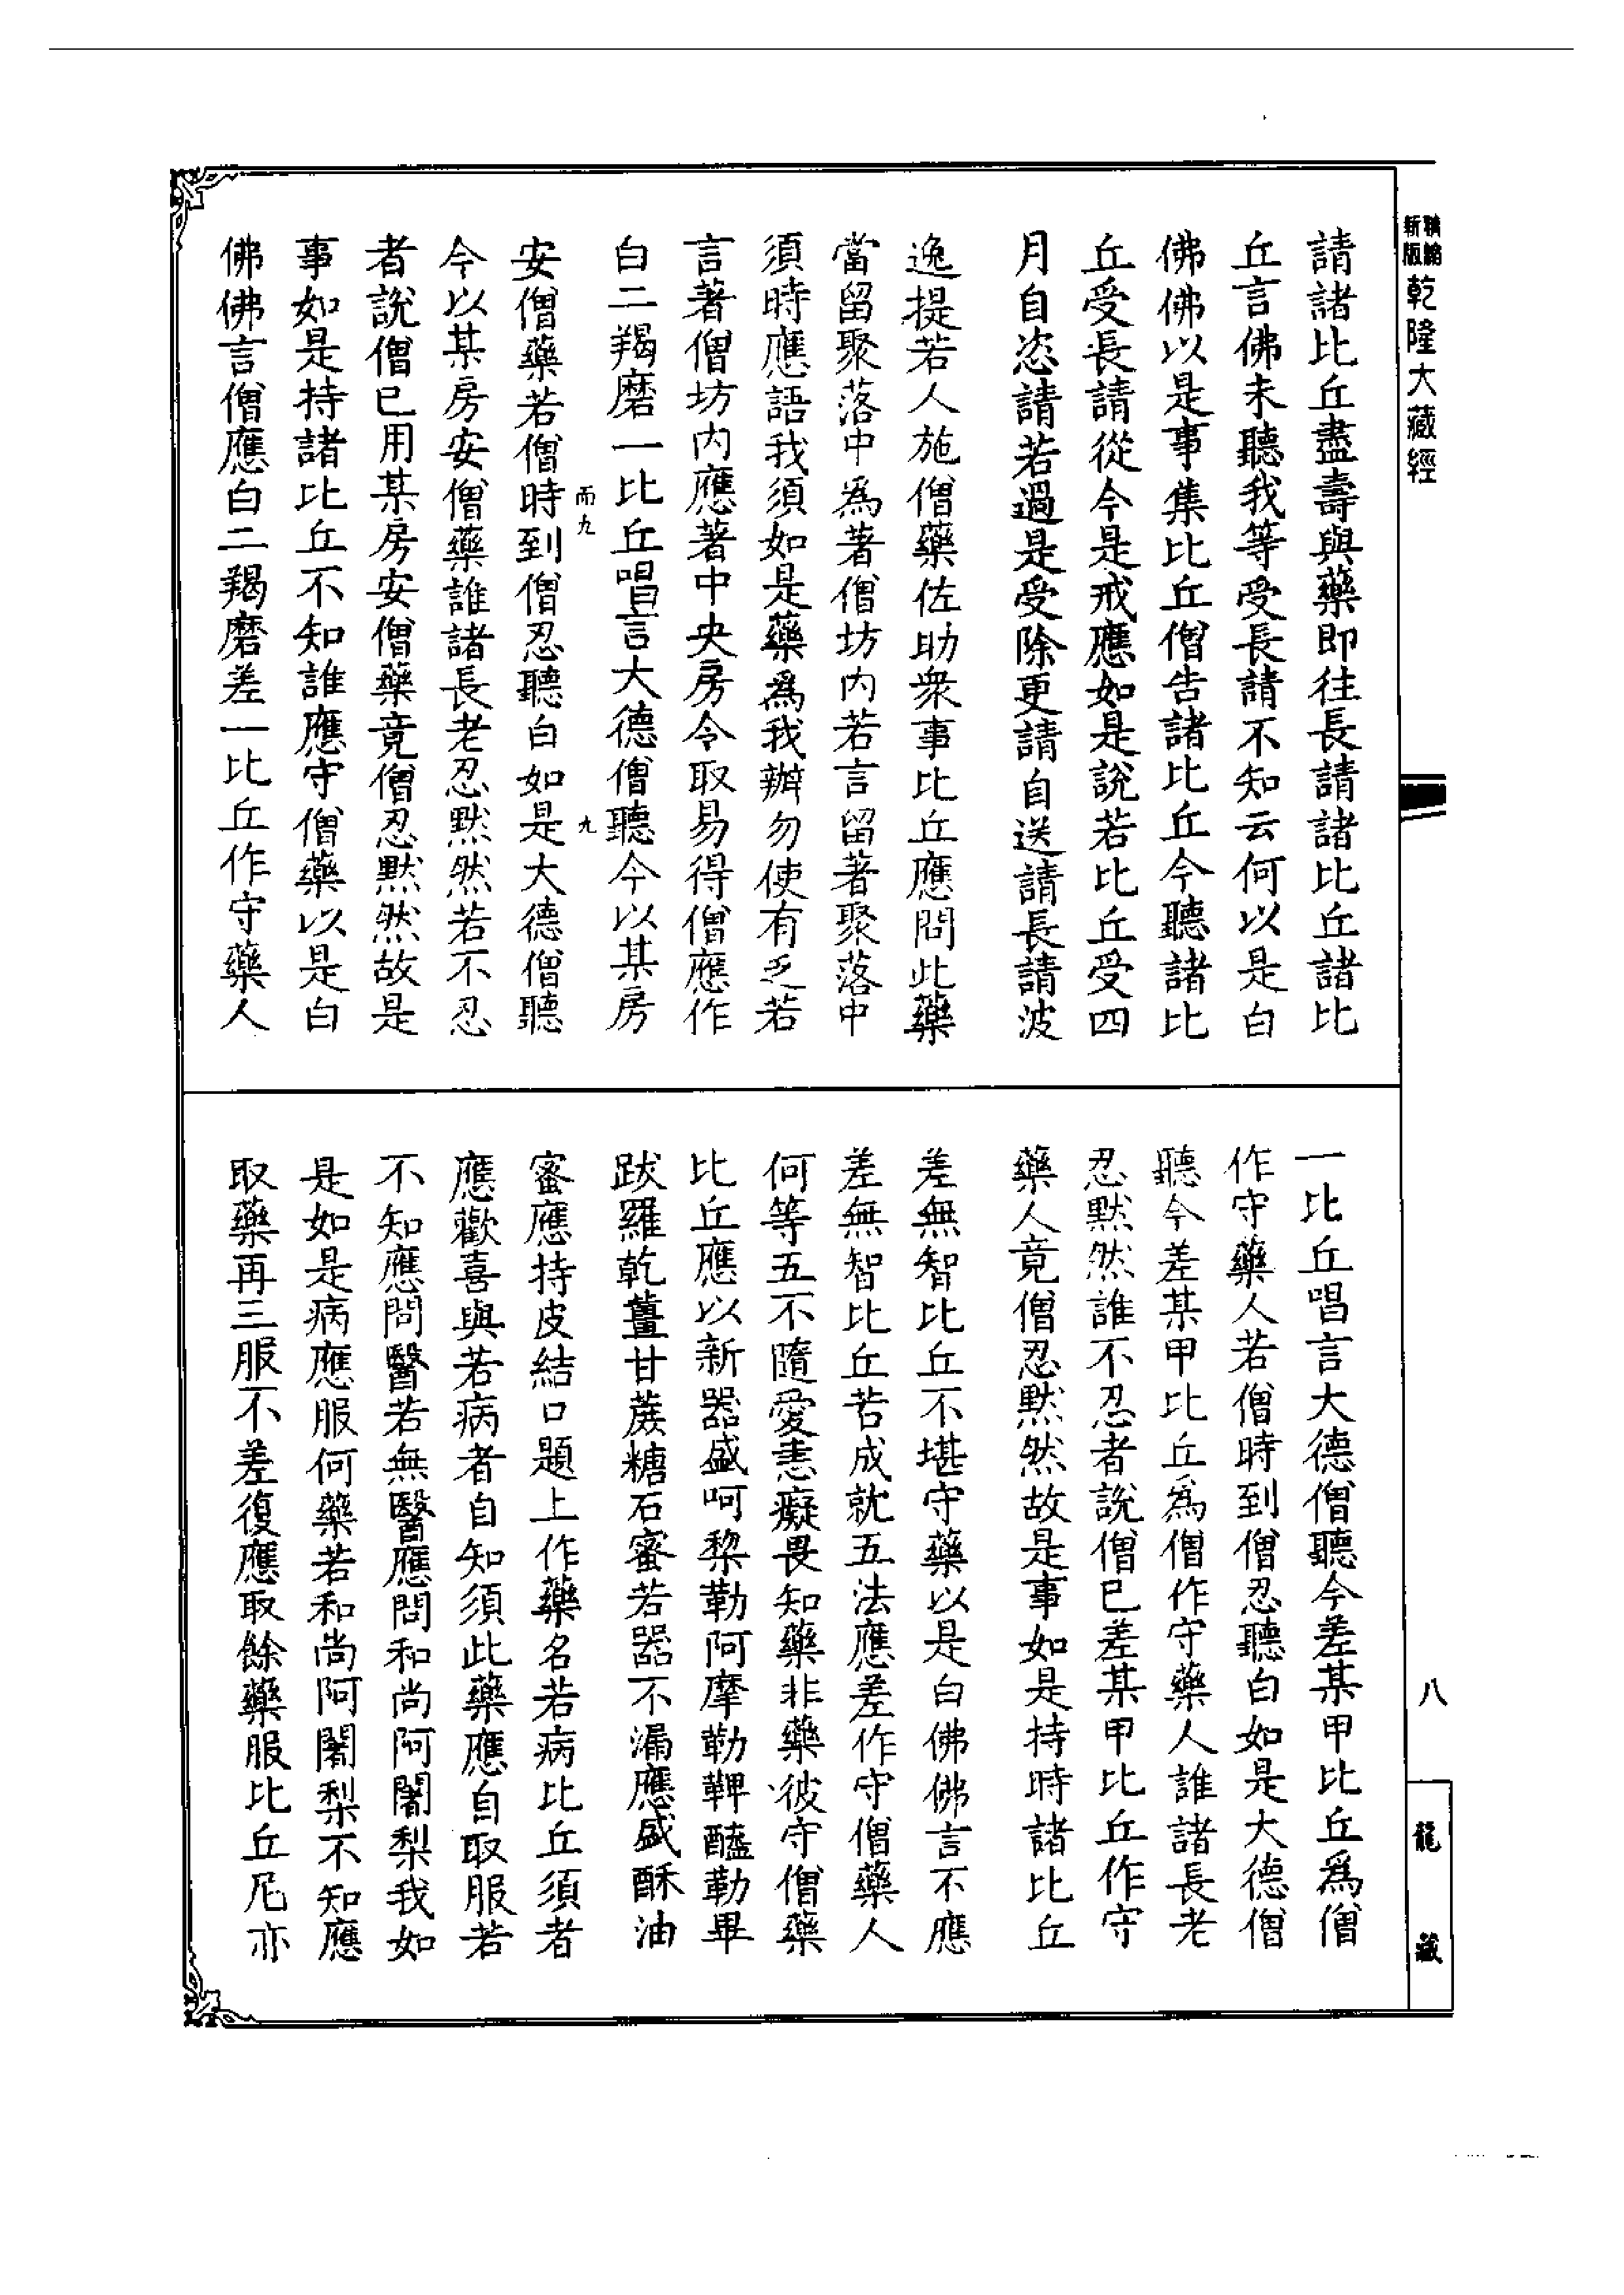 新版精編乾隆大藏經
請諸比丘盡壽與藥即往長請諸比丘諸比
丘言佛未聽我等受長請不知云何以是白
佛佛以是事集比丘僧告諸比丘今聽諸比
丘受長請從今是戒應如是說若比丘受四
月自恣請若過是受除更請自送請長請波
逸提若人施僧藥佐助衆事比丘應問此藥
當留聚落中爲著僧坊內若言留著聚落中
須時應語我須如是藥爲我辦勿使有乏若
言著僧坊内應著中央房令取易得僧應作
白二羯磨一比丘唱言大德僧聽今以某房
而九
九
安僧藥若僧時到僧忍聽白如是大德僧聽
今以某房安僧藥誰諸長老忍默然若不忍
者說僧已用某房安僧藥竟僧忍默然故是
事如是持諸比丘不知誰應守僧藥以是白
佛佛言僧應白二羯磨差一比丘作守藥人
一比丘唱言大德僧聽今差某甲比丘爲僧
作守藥人若僧時到僧忍聽白如是大德僧
聽今差某甲比丘爲僧作守藥人誰諸長老
忍默然誰不忍者說僧已差某甲比丘作守
藥人竟僧忍默然故是事如是持時諸比丘
差無智比丘不堪守藥以是白佛佛言不應
差無智比丘若成就五法應差作守僧藥人
何等五不隨愛恚癡畏知藥非藥彼守僧藥
比丘應以新器盛呵黎勒阿摩勒鞞醯勒畢
跋羅乾薑甘蔗糖石蜜若器不漏應盛酥油
蜜應持皮結口題上作藥名若病比丘須者
應歡喜與若病者自知須此藥應自取服若
不知應問醫若無醫應問和尚阿闍梨我如
是如是病應服何藥若和尚阿闍梨不知應
取藥再三服不差復應取餘藥服比丘尼亦
八
龍藏